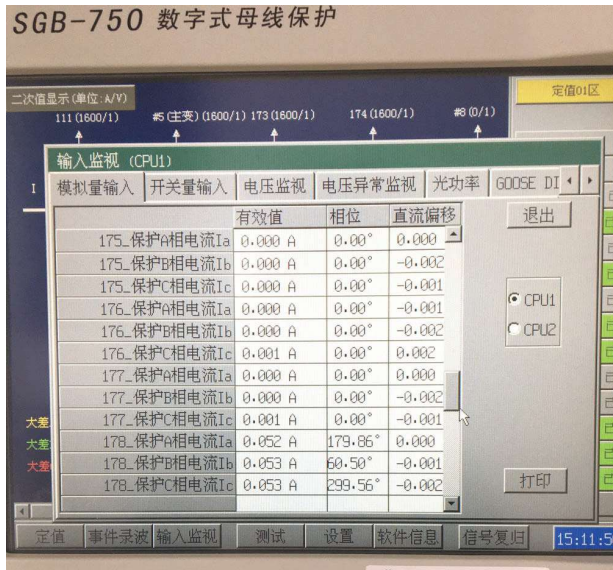 SGB-750 数字式母线保护
二次值显示(单位:A/V)
定值01区
111(1600/1) #5(主变)(1600/1) 173(1600/1) 174(1600/1) #8(0/1)
输入监视 (CPU1)
模拟量输入 开关量输入 电压监视 电压异常监视 光功率 GOOSE DI
I
有效值 相位 直流偏移
退出
175_保护A相电流Ia 0.000 A 0.00° 0.000
175_保护B相电流Ib 0.000 A 0.00° -0.002
175_保护C相电流Ic 0.000 A 0.00° -0.001
176_保护A相电流Ia 0.000 A 0.00° -0.001
176_保护B相电流Ib 0.000 A 0.00° -0.002
176_保护C相电流Ic 0.001 A 0.00° 0.002
177_保护A相电流Ia 0.000 A 0.00° 0.000
177_保护B相电流Ib 0.000 A 0.00° -0.002
177_保护C相电流Ic 0.001 A 0.00° -0.001
178_保护A相电流Ia 0.052 A 179.86° 0.000
178_保护B相电流Ib 0.053 A 60.50° -0.001
178_保护C相电流Ic 0.053 A 299.56° -0.002
CPU1
CPU2
大差
大差
大差
打印
定值 事件录波 输入监视 测试 设置 软件信息 信号复归 15:11:5